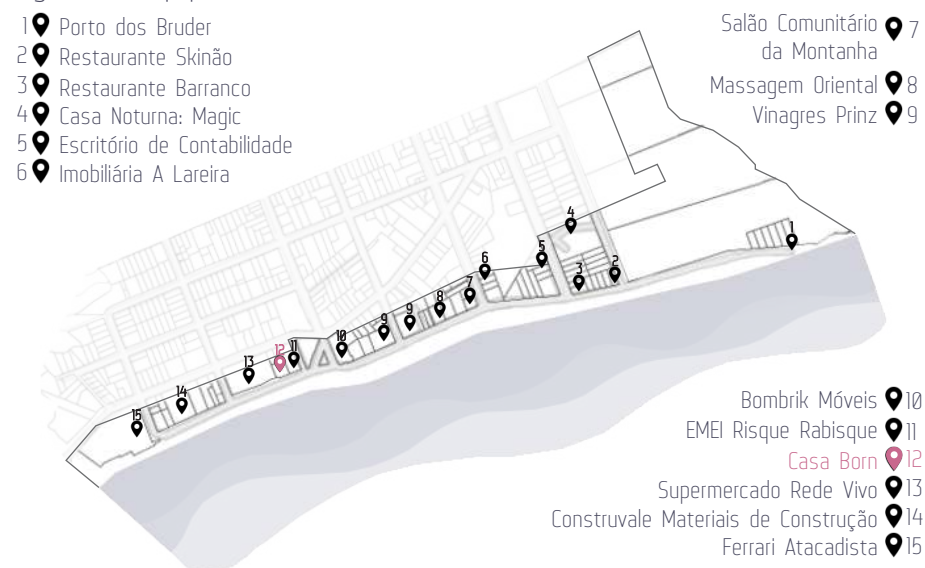 1 Porto dos Bruder
2 Restaurante Skinão
3 Restaurante Barranco
4 Casa Noturna: Magic
5 Escritório de Contabilidade
6 Imobiliária A Lareira
Salão Comunitário 7
da Montanha
Massagem Oriental 8
Vinagres Prinz 9
4
1
5
6
2
3
7
8
9
9
10
11
12
13
14
15
Bombrik Móveis 10
EMEI Risque Rabisque 11
Casa Born 12
Supermercado Rede Vivo 13
Construvale Materiais de Construção 14
Ferrari Atacadista 15